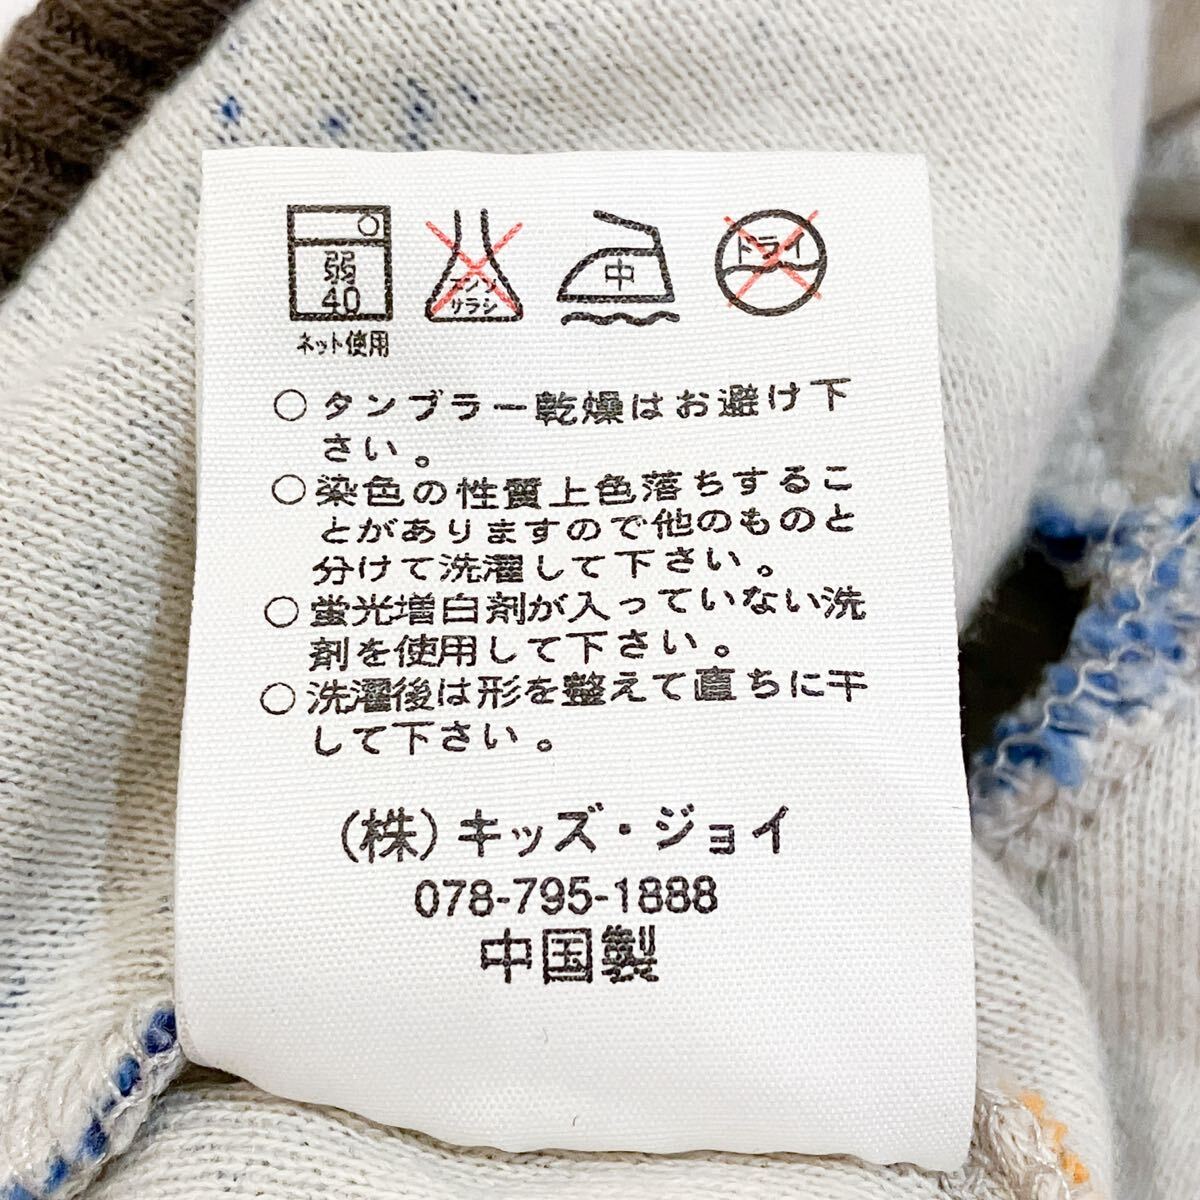 弱
40
ネット使用
エンソ
サラシ
中
ドライ
○ タンブラー乾燥はお避け下
さい。
○ 染色の性質上色落ちするこ
とがありますので他のものと
分けて洗濯して下さい。
○ 蛍光増白剤が入っていない洗
剤を使用して下さい。
○ 洗濯後は形を整えて直ちに干
して下さい。
(株)キッズ・ジョイ
078-795-1888
中国製